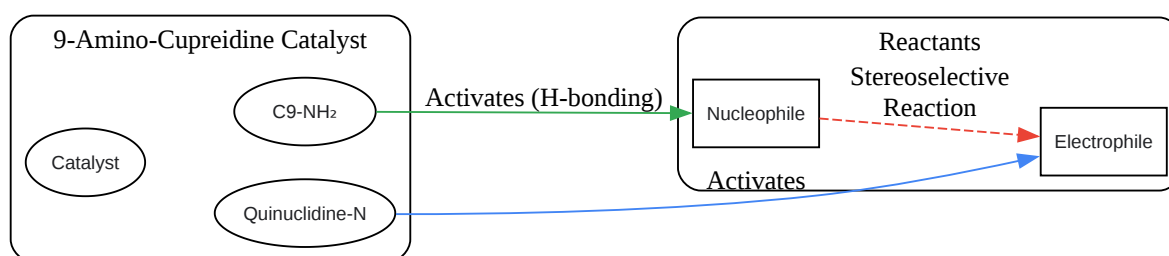 9-Amino-Cupreidine Catalyst
C9-NH₂
Catalyst
Quinuclidine-N
Activates (H-bonding)
Activates
Reactants
Stereoselective
Reaction
Nucleophile
Electrophile